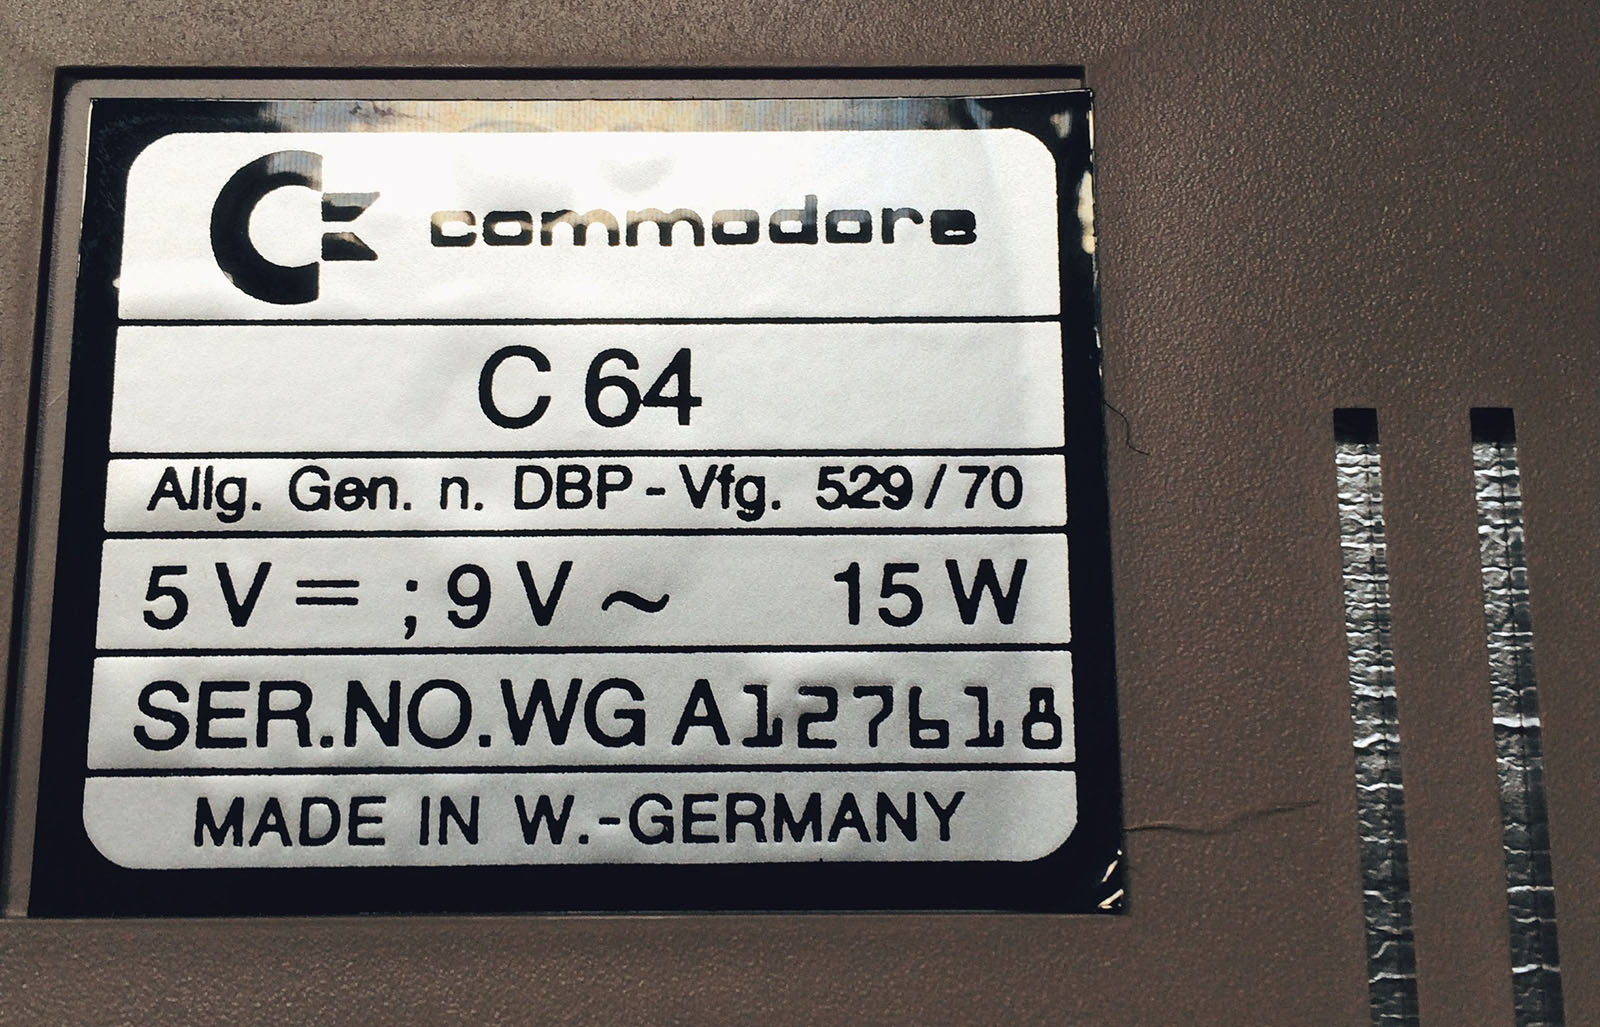 commodore
C 64
Allg. Gen. n. DBP - Vfg. 529/70
5 V = ; 9 V ~ 15 W
SER.NO.WG A127618
MADE IN W.-GERMANY